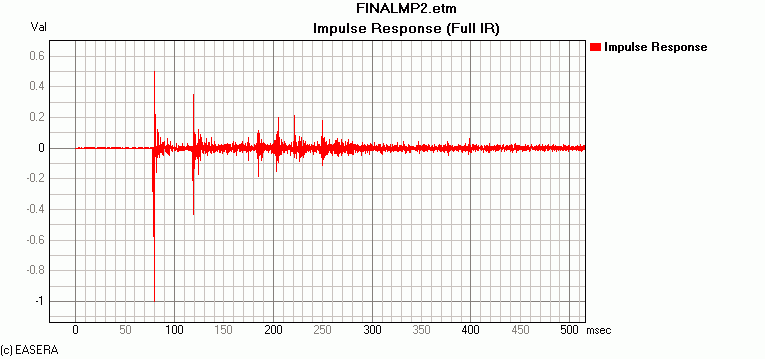 FINALMP2.etm
Val
Impulse Response (Full IR)
Impulse Response
0.6
0.4
0.2
0
-0.2
-0.4
-0.6
-0.8
-1
0 50 100 150 200 250 300 350 400 450 500 msec
(c) EASERA